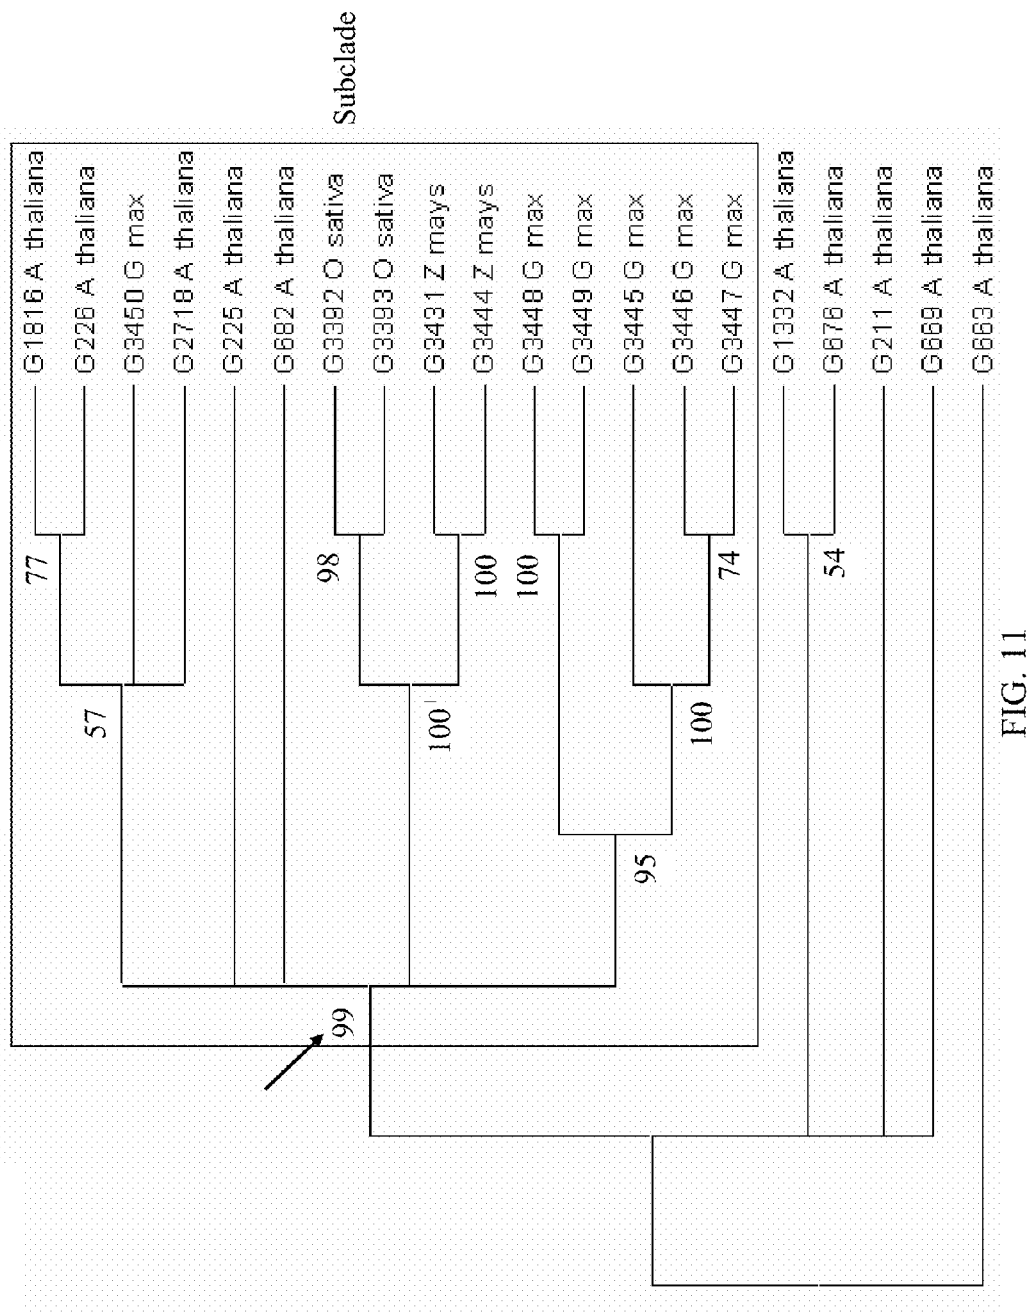 G1816 A thaliana
G226 A thaliana
G3450 G max
G2718 A thaliana
G225 A thaliana
G682 A thaliana
G3392 O sativa
G3393 O sativa
G3431 Z mays
G3444 Z mays
G3448 G max
G3449 G max
G3445 G max
G3446 G max
G3447 G max
G1332 A thaliana
G676 A thaliana
G211 A thaliana
G669 A thaliana
G663 A thaliana
Subclade
77
57
98
100
100
100
74
100
95
99
54
FIG. 11